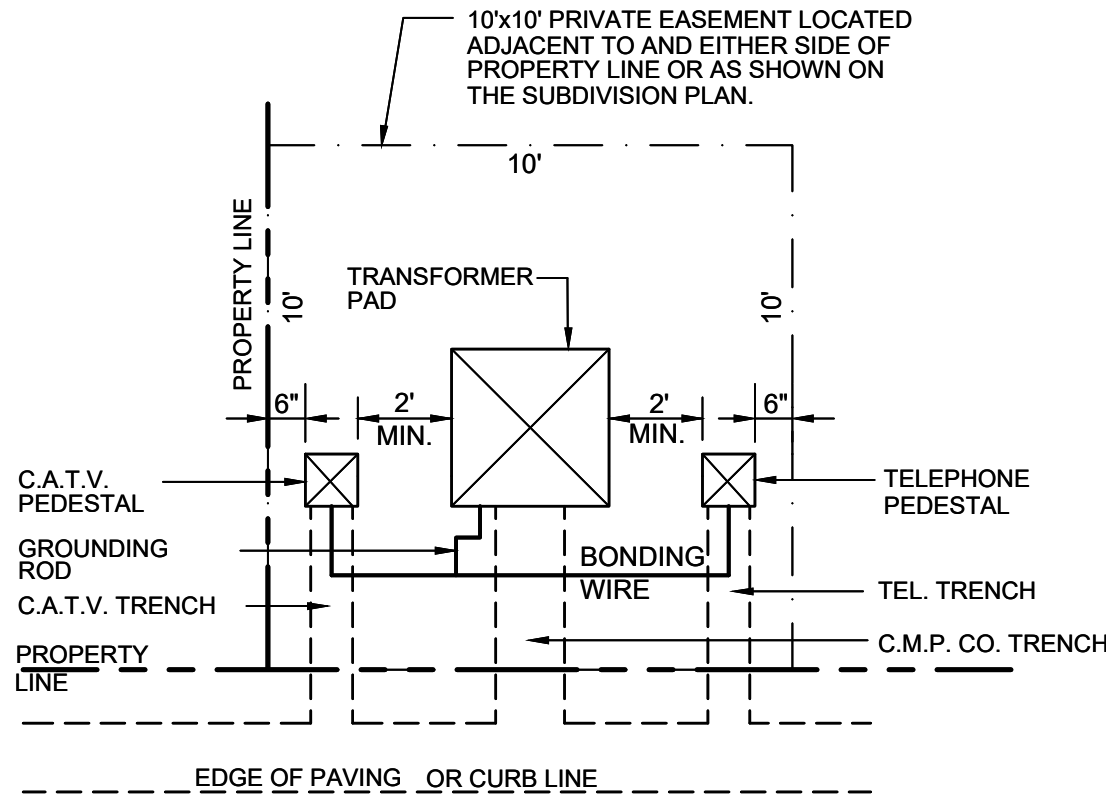 10'x10' PRIVATE EASEMENT LOCATED
ADJACENT TO AND EITHER SIDE OF
PROPERTY LINE OR AS SHOWN ON
THE SUBDIVISION PLAN.
10'
PROPERTY LINE
10'
10'
TRANSFORMER
PAD
6"
2'
MIN.
2'
MIN.
6"
C.A.T.V.
PEDESTAL
TELEPHONE
PEDESTAL
GROUNDING
ROD
BONDING
WIRE
C.A.T.V. TRENCH
TEL. TRENCH
C.M.P. CO. TRENCH
PROPERTY
LINE
EDGE OF PAVING OR CURB LINE